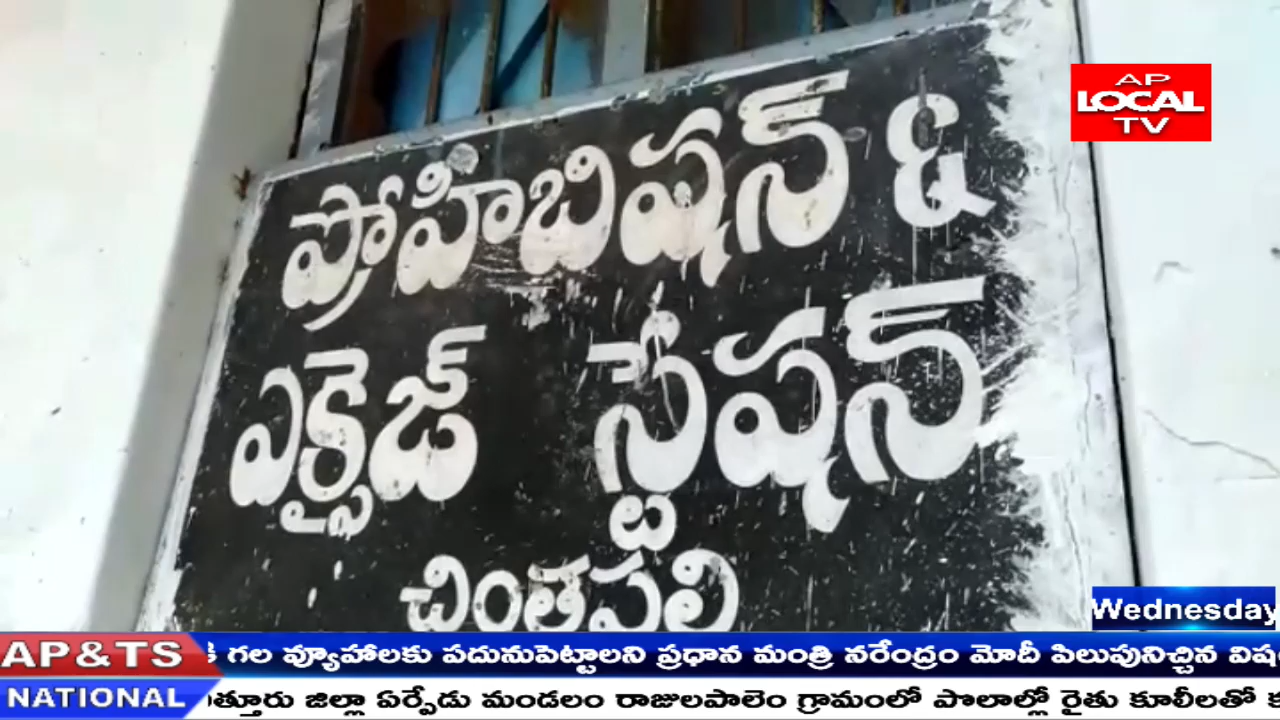 AP
LOCAL
TV
ప్రోహిబిషన్ &
ఎక్సైజ్ స్టేషన్
చింతపలి
Wednesday
AP&TS
గల వ్యూహాలకు పదునుపెట్టాలని ప్రధాన మంత్రి నరేంద్రం మోదీ పిలుపునిచ్చిన
NATIONAL
జిల్లా ఏర్పేడు మండలం రాజులపాలెం గ్రామంలో పొలాల్లో రైతు కూలీలతో